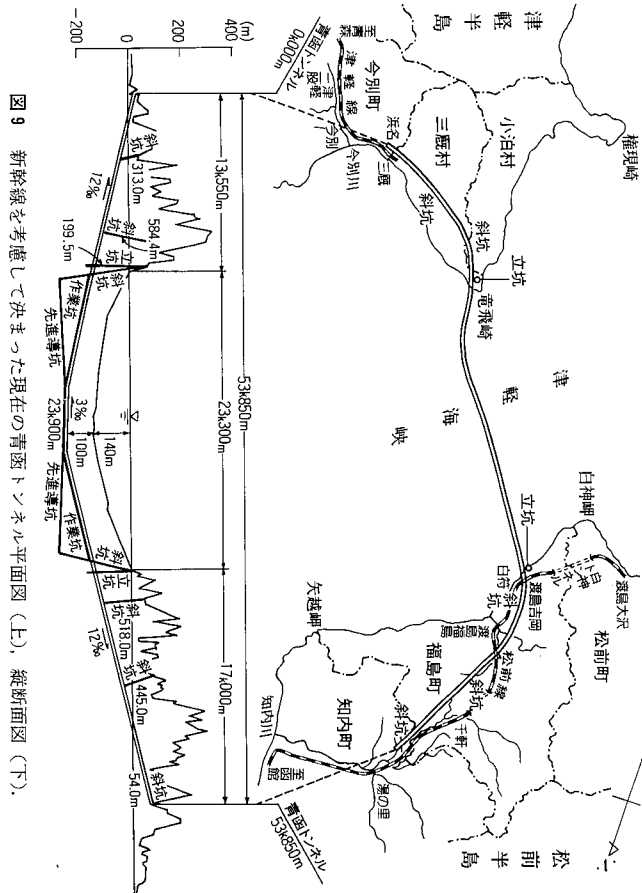 津軽半島
至青森
津軽線
今別町
三廐村
小泊村
権現崎
浜名
津軽二股
今別
今別川
三廐
斜坑
斜坑
立坑
竜飛崎
津軽海峡
立坑
白神岬
白神トンネル
渡島大沢
松前町
渡島吉岡
白符
斜坑
渡島福島
矢越岬
福島町
松前線
斜坑
千軒
斜坑
知内町
知内川
湯の里
至函館
松前半島
青函トンネル
0k000m
青函トンネル
53k850m
(m)
400
200
0
−200
53k850m
13k550m
23k300m
17k000m
斜坑
313.0m
12‰
斜坑
584.4m
立坑
199.5m
斜坑
作業坑
先進導坑
23k900m
3‰
100m
140m
先進導坑
作業坑
斜坑
立坑
斜坑
518.0m
12‰
斜坑
445.0m
斜坑
54.0m
図9 新幹線を考慮して決まった現在の青函トンネル平面図(上),縦断面図(下).